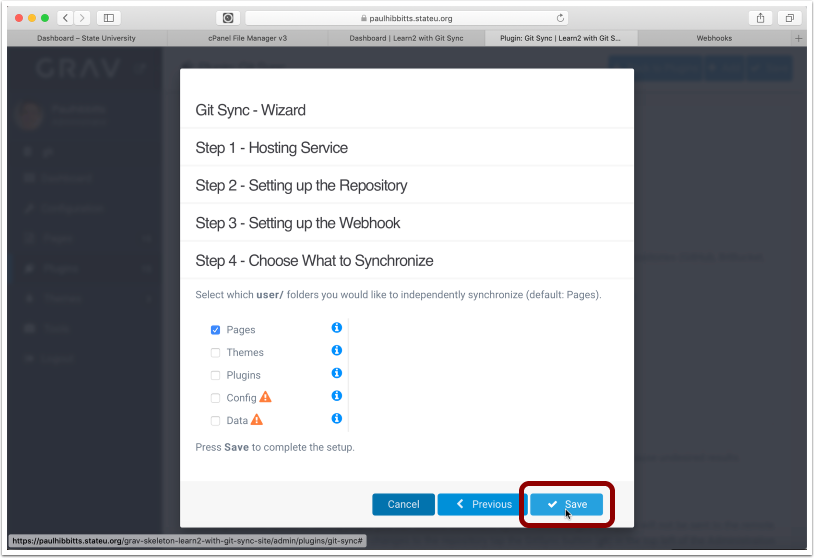 paulhibbitts.stateu.org
Dashboard – State University
cPanel File Manager v3
Dashboard | Learn2 with Git Sync
Plugin: Git Sync | Learn2 with Git S...
Webhooks
GRAV
Git Sync - Wizard
Step 1 - Hosting Service
Step 2 - Setting up the Repository
Step 3 - Setting up the Webhook
Step 4 - Choose What to Synchronize
Select which user/ folders you would like to independently synchronize (default: Pages).
Pages
Themes
Plugins
Config
Data
Press Save to complete the setup.
Cancel
Previous
Save
https://paulhibbitts.stateu.org/grav-skeleton-learn2-with-git-sync-site/admin/plugins/git-sync#